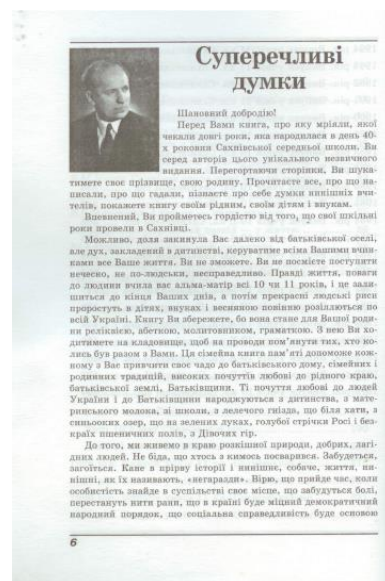 Суперечливі
думки
Шановний добродію!
Перед Вами книга, про яку мріяли, якої
чекали довгі роки, яка народилася в день 40-
х роковин Сахнівської середньої школи. Ви
серед авторів цього унікального незвичного
видання. Перегортаючи сторінки, Ви шука-
тимете своє прізвище, свою родину. Прочитаєте все, про що на-
писали, про що гадали, пізнаєте про себе думки нинішніх вчи-
телів, покажете книгу своїм рідним, своїм дітям і внукам.
Впевнений, Ви пройметесь гордістю від того, що свої шкільні
роки провели в Сахнівці.
Можливо, доля закинула Вас далеко від батьківської оселі,
але дух, закладений в дитинстві, керуватиме всіма Вашими вчин-
ками все Ваше життя. Ви не зможете, Ви не посмієте поступити
нечесно, не по-людськи, несправедливо. Правді життя, поваги
до людини вчила вас альма-матір всі 10 чи 11 років, і це зали-
шиться до кінця Ваших днів, а потім прекрасні людські риси
проростуть в дітях, внуках і весняною повінню розіллються по
всій Україні. Книгу Ви збережете, бо вона стане для Вашої роди-
ни реліквією, абеткою, молитовником, граматкою. З нею Ви хо-
дитимете на кладовище, щоб на проводи пом'янути тих, хто ко-
лись був разом з Вами. Ця сімейна книга пам'яті допоможе кож-
ному з Вас привчити своє чадо до батьківського дому, сімейних і
родинних традицій, високих почуттів любові до рідного краю,
батьківської землі, Батьківщини. Ті почуття любові до людей
України і до Батьківщини народжуються з дитинства, з мате-
ринського молока, зі школи, з лелечого гнізда, що біля хати, з
синьооких озер, що на зелених луках, голубої стрічки Росі і без-
країх пшеничних полів, з Дівочих гір.
До того, ми живемо в краю розкішної природи, добрих, лагі-
дних людей. Не біда, що хтось з кимось посварився. Забудеться,
загоїться. Кане в прірву історії і нинішнє, собаче, життя, ни-
нішні, як їх називають, «негаразди». Вірю, що прийде час, коли
особистість знайде в суспільстві своє місце, що забудуться болі,
перестануть нити рани, що в країні буде міцний демократичний
народний порядок, що соціальна справедливість буде основою
6